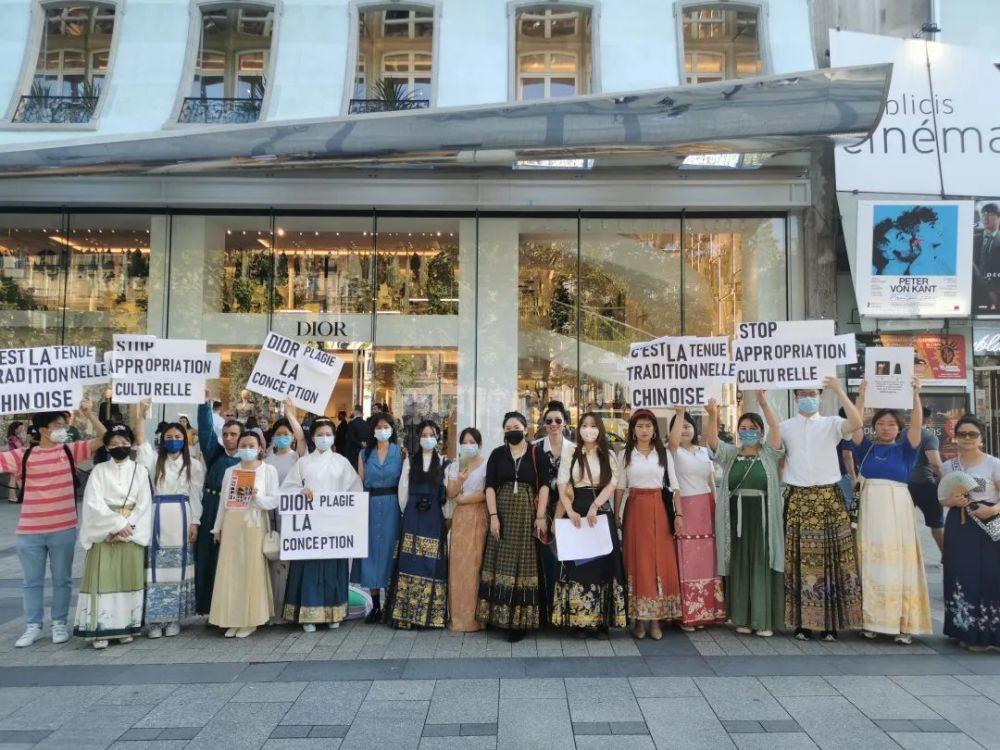 blicis
cinéma
PETER
VON KANT
DIOR
C'EST LA TENUE
TRADITIONNELLE
CHINOISE
STOP
APPROPRIATION
CULTURELLE
DIOR PLAGIE
LA
CONCEPTION
C'EST LA TENUE
TRADITIONNELLE
CHINOISE
STOP
APPROPRIATION
CULTURELLE
DIOR PLAGIE
LA
CONCEPTION